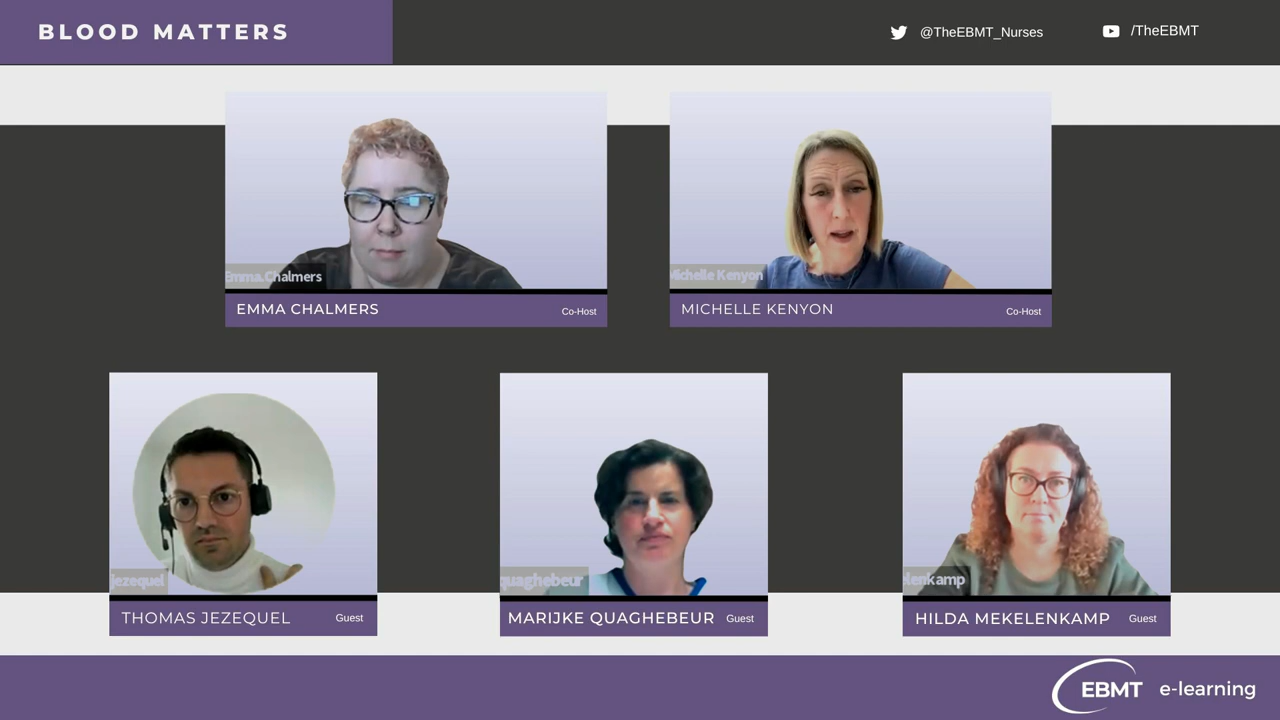 BLOOD MATTERS
@TheEBMT_Nurses
/TheEBMT
Emma.Chalmers
Michelle Kenyon
EMMA CHALMERS
Co-Host
MICHELLE KENYON
Co-Host
jezequel
quaghebeur
elenkamp
THOMAS JEZEQUEL
Guest
MARIJKE QUAGHEBEUR
Guest
HILDA MEKELENKAMP
Guest
EBMT e-learning